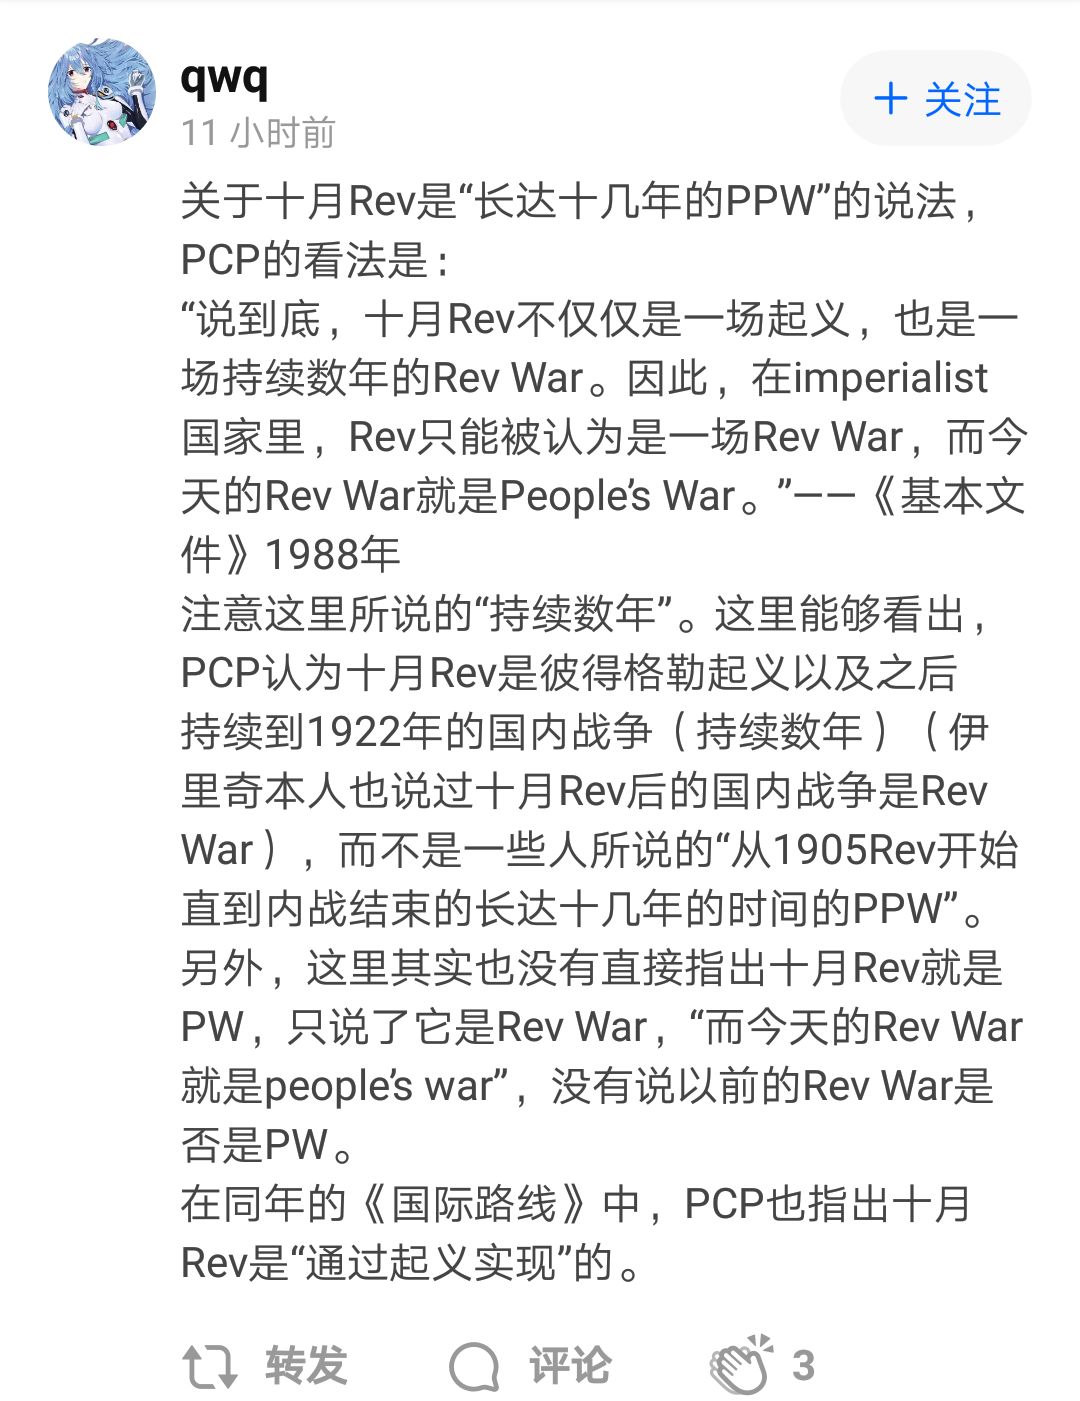 qwq
11 小时前
+ 关注
关于十月Rev是“长达十几年的PPW”的说法，
PCP的看法是：
“说到底，十月Rev不仅仅是一场起义，也是一
场持续数年的Rev War。因此，在imperialist
国家里，Rev只能被认为是一场Rev War，而今
天的Rev War就是People’s War。”——《基本文
件》1988年
注意这里所说的“持续数年”。这里能够看出，
PCP认为十月Rev是彼得格勒起义以及之后
持续到1922年的国内战争（持续数年）（伊
里奇本人也说过十月Rev后的国内战争是Rev
War），而不是一些人所说的“从1905Rev开始
直到内战结束的长达十几年的时间的PPW”。
另外，这里其实也没有直接指出十月Rev就是
PW，只说了它是Rev War，“而今天的Rev War
就是people’s war”，没有说以前的Rev War是
否是PW。
在同年的《国际路线》中，PCP也指出十月
Rev是“通过起义实现”的。
转发 评论 3